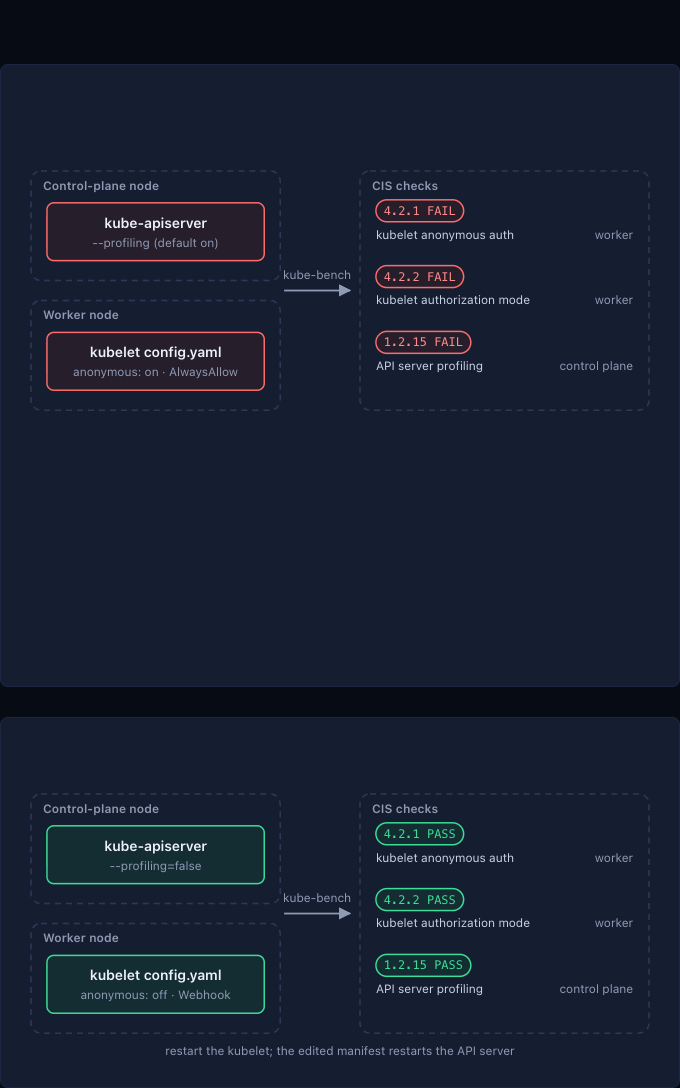 Control-plane node
kube-apiserver
--profiling (default on)
Worker node
kubelet config.yaml
anonymous: on · AlwaysAllow
kube-bench
CIS checks
4.2.1 FAIL
kubelet anonymous auth worker
4.2.2 FAIL
kubelet authorization mode worker
1.2.15 FAIL
API server profiling control plane
Control-plane node
kube-apiserver
--profiling=false
Worker node
kubelet config.yaml
anonymous: off · Webhook
kube-bench
CIS checks
4.2.1 PASS
kubelet anonymous auth worker
4.2.2 PASS
kubelet authorization mode worker
1.2.15 PASS
API server profiling control plane
restart the kubelet; the edited manifest restarts the API server